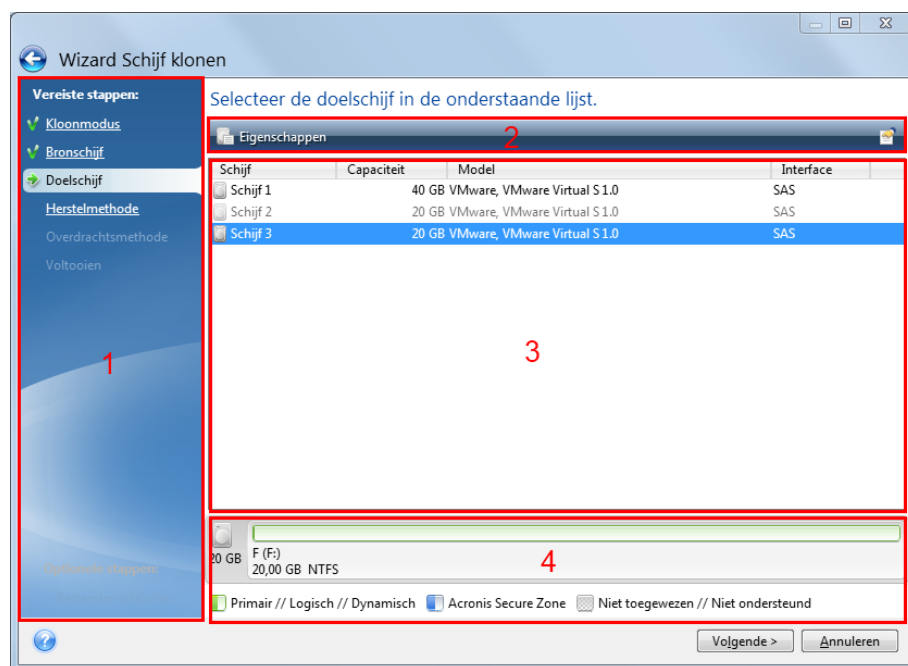 Wizard Schijf klonen
Vereiste stappen:
Kloonmodus
Bronschijf
Doelschijf
Herstelmethode
Overdrachtsmethode
Voltooien
1
Selecteer de doelschijf in de onderstaande lijst.
Eigenschappen
2
Schijf Capaciteit Model Interface
Schijf 1 40 GB VMware, VMware Virtual S 1.0 SAS
Schijf 2 20 GB VMware, VMware Virtual S 1.0 SAS
Schijf 3 20 GB VMware, VMware Virtual S 1.0 SAS
3
20 GB
F (F:)
20,00 GB NTFS
4
Primair // Logisch // Dynamisch Acronis Secure Zone Niet toegewezen // Niet ondersteund
Volgende > Annuleren